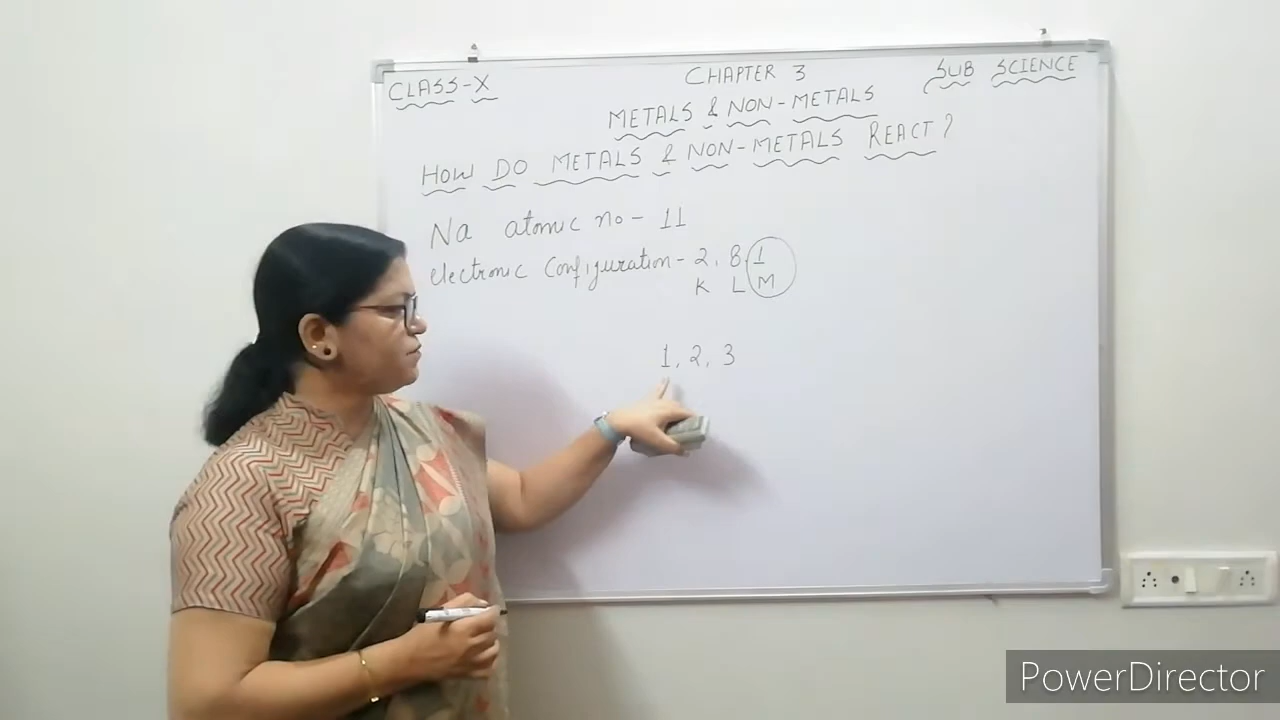 CLASS-X
CHAPTER 3
SUB SCIENCE
METALS & NON-METALS
HOW DO METALS & NON-METALS REACT?
Na atomic no - 11
electronic configuration - 2, 8, 1
K L M
1, 2, 3
PowerDirector